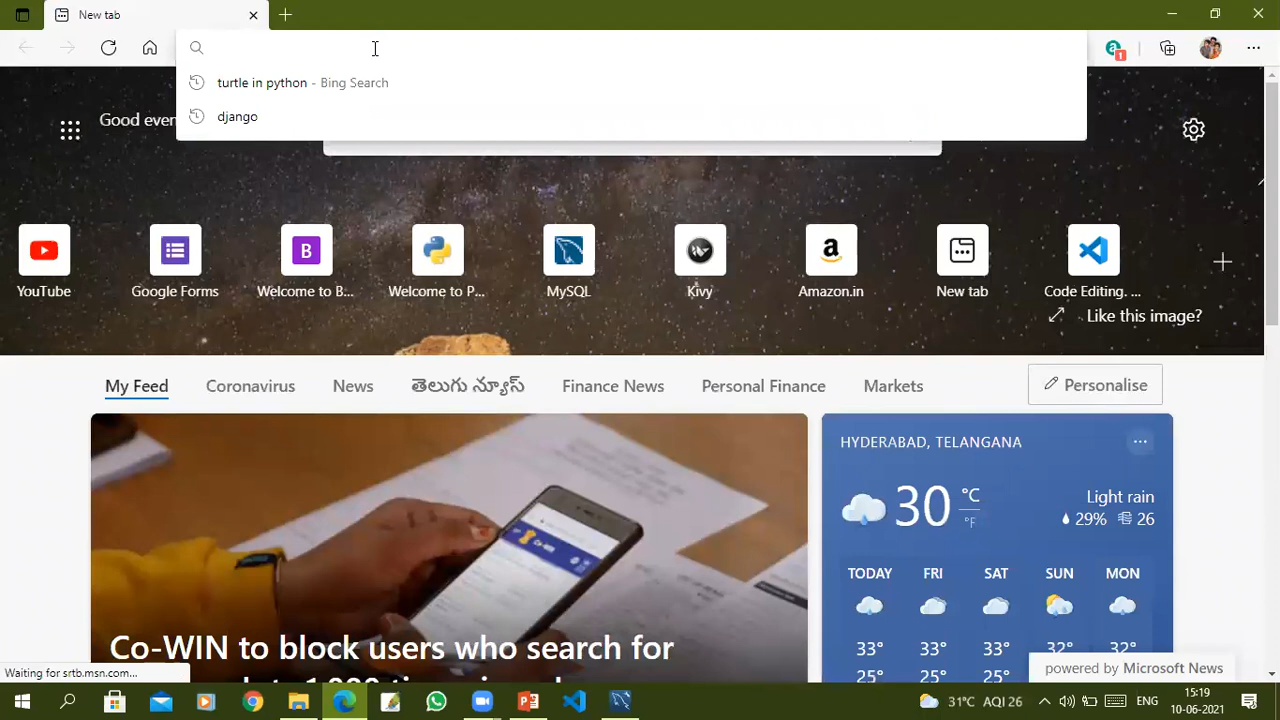 New tab
turtle in python - Bing Search
django
Good even
YouTube
Google Forms
Welcome to B...
Welcome to P...
MySQL
Kivy
Amazon.in
New tab
Code Editing. ...
Like this image?
My Feed
Coronavirus
News
తెలుగు న్యూస్
Finance News
Personal Finance
Markets
Personalise
HYDERABAD, TELANGANA
30 °C
°F
Light rain
29% 26
TODAY FRI SAT SUN MON
33° 33° 33° 32° 32°
25° 25° 25°
Co-WIN to block users who search for
powered by Microsoft News
Waiting for srtb.msn.com...
31°C AQI 26
ENG
15:19
10-06-2021